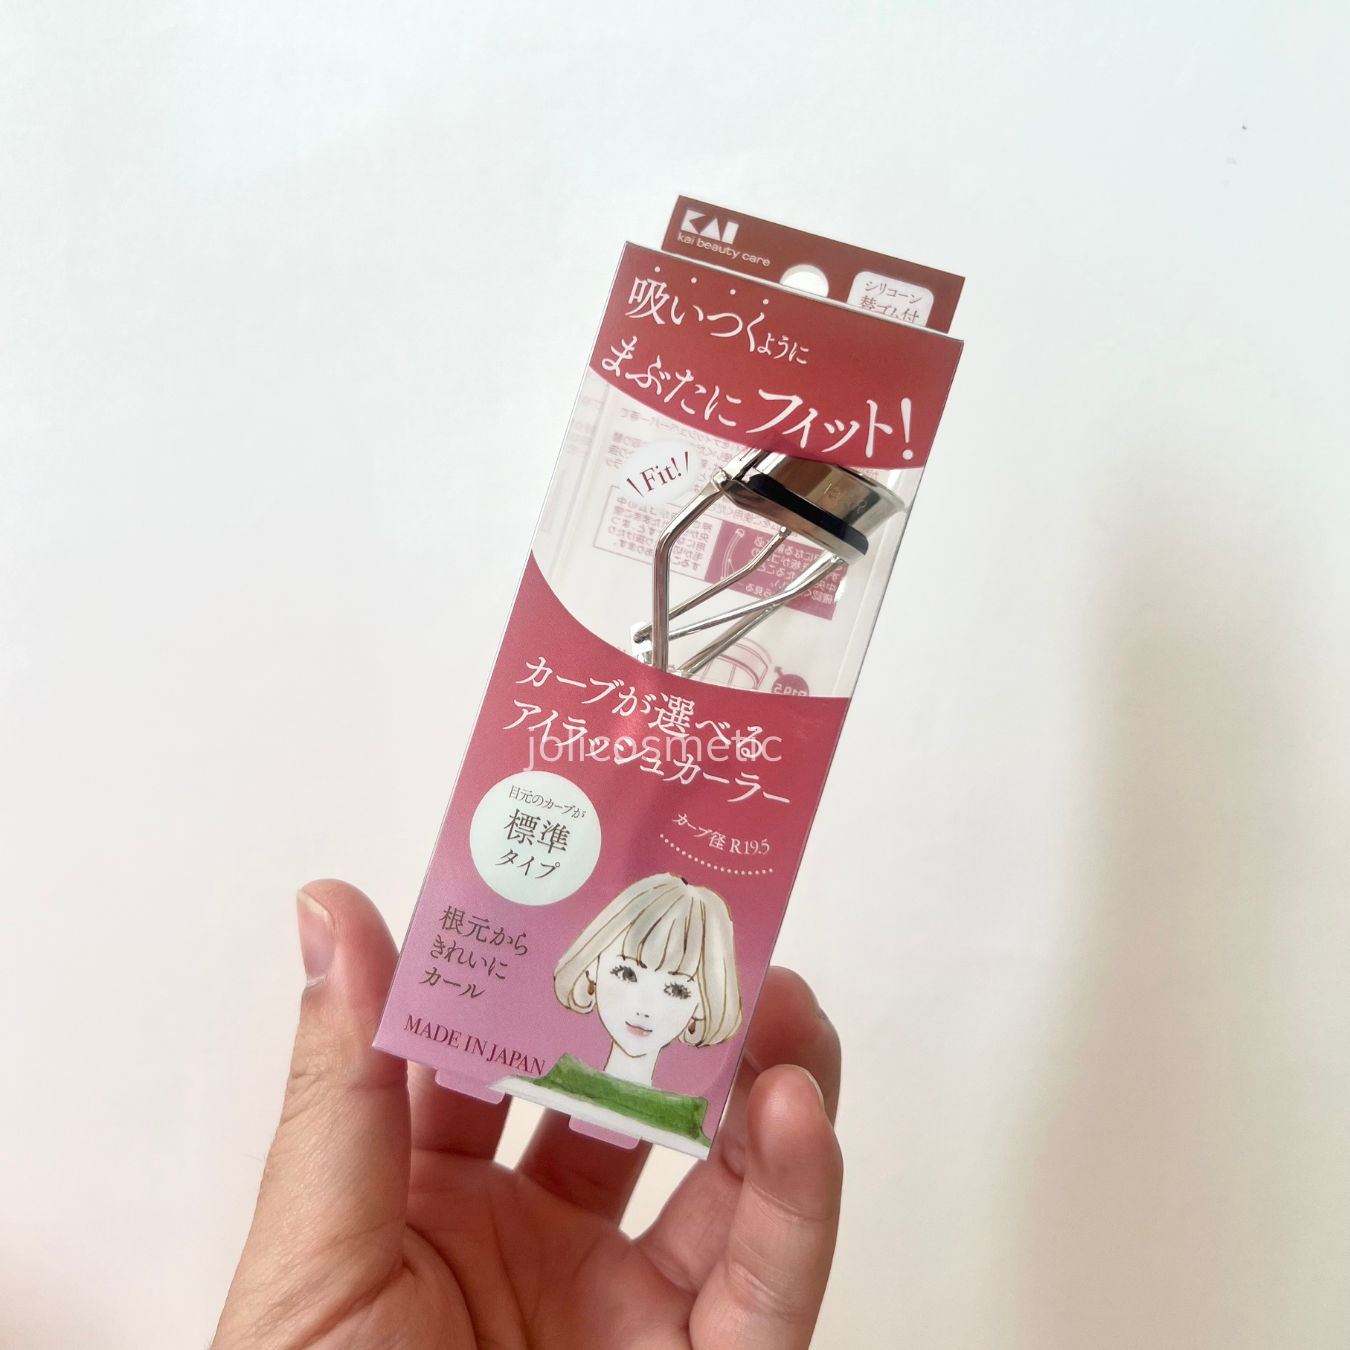 KAI
kai beauty care
シリコーン
替ゴム付
吸いつくように
まぶたにフィット!
Fit!
カーブが選べる
アイラッシュカーラー
jolicosmetic
目元のカーブが
標準
タイプ
カーブ径 R19.5
根元から
きれいに
カール
MADE IN JAPAN